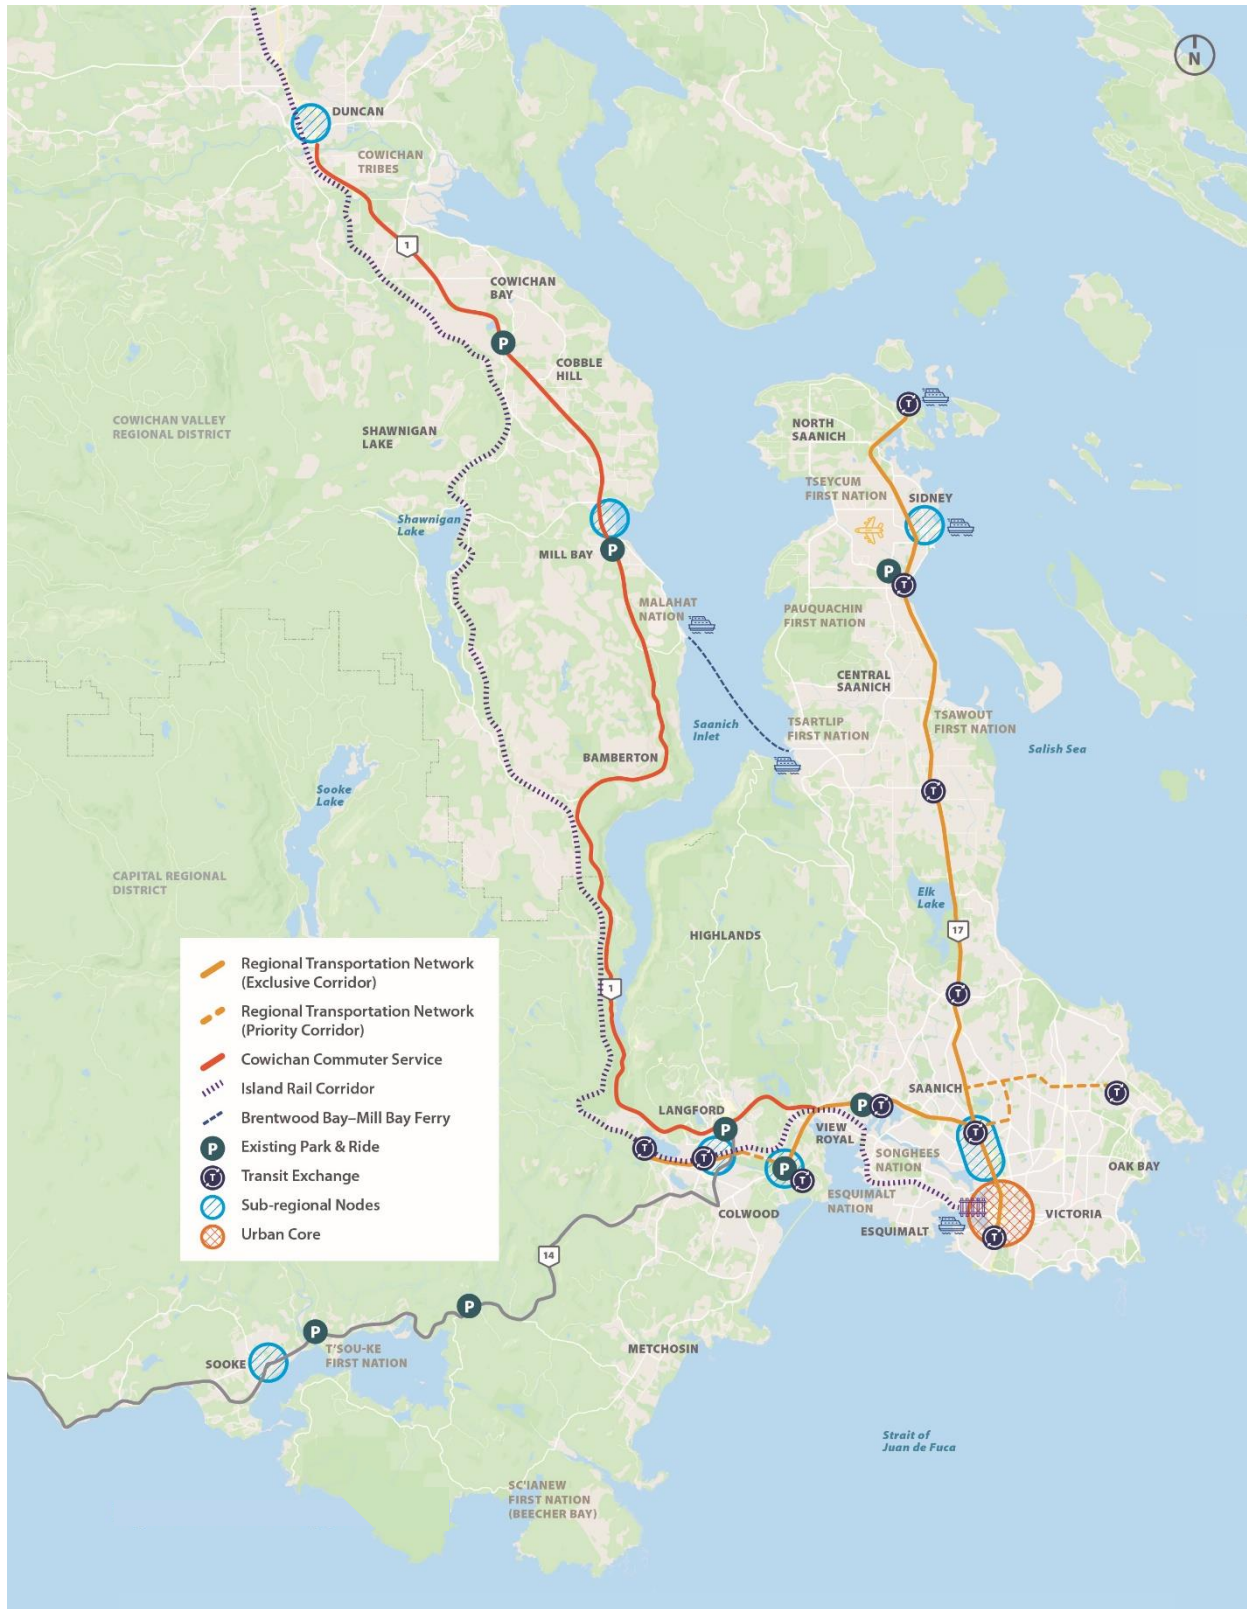 N
DUNCAN
COWICHAN
TRIBES
1
COWICHAN
BAY
P
COBBLE
HILL
COWICHAN VALLEY
REGIONAL DISTRICT
SHAWNIGAN
LAKE
T
NORTH
SAANICH
TSEYCUM
FIRST NATION
SIDNEY
Shawnigan
Lake
MILL BAY
P
P
T
MALAHAT
NATION
PAUQUACHIN
FIRST NATION
CENTRAL
SAANICH
TSAWOUT
FIRST NATION
Saanich
Inlet
TSARTLIP
FIRST NATION
Salish Sea
BAMBERTON
Sooke
Lake
T
CAPITAL REGIONAL
DISTRICT
Elk
Lake
HIGHLANDS
17
1
T
Regional Transportation Network
(Exclusive Corridor)
Regional Transportation Network
(Priority Corridor)
Cowichan Commuter Service
Island Rail Corridor
Brentwood Bay–Mill Bay Ferry
P Existing Park & Ride
T Transit Exchange
Sub-regional Nodes
Urban Core
SAANICH
T
LANGFORD
P
P
T
VIEW
ROYAL
T
T
T
SONGHEES
NATION
P
T
OAK BAY
ESQUIMALT
NATION
COLWOOD
VICTORIA
ESQUIMALT
T
14
P
P
T'SOU-KE
FIRST NATION
SOOKE
METCHOSIN
Strait of
Juan de Fuca
SC'IANEW
FIRST NATION
(BEECHER BAY)